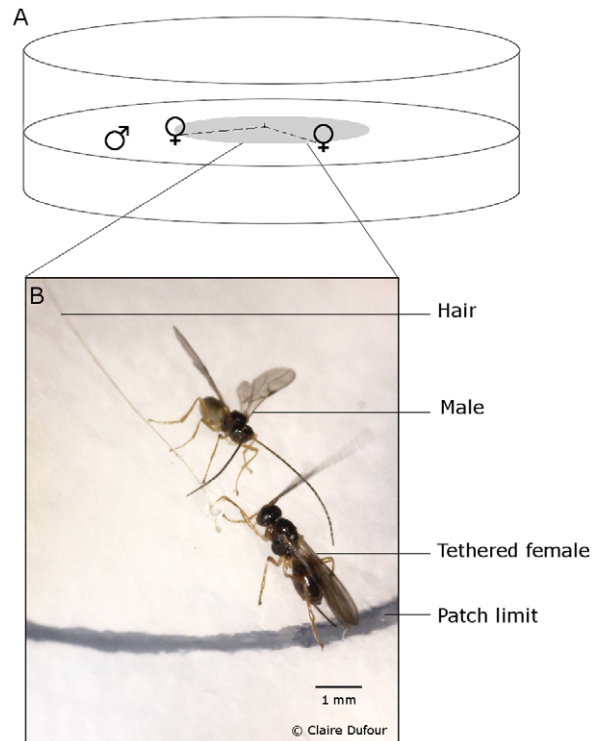 A
♂
♀
♀
B
Hair
Male
Tethered female
Patch limit
1 mm
© Claire Dufour